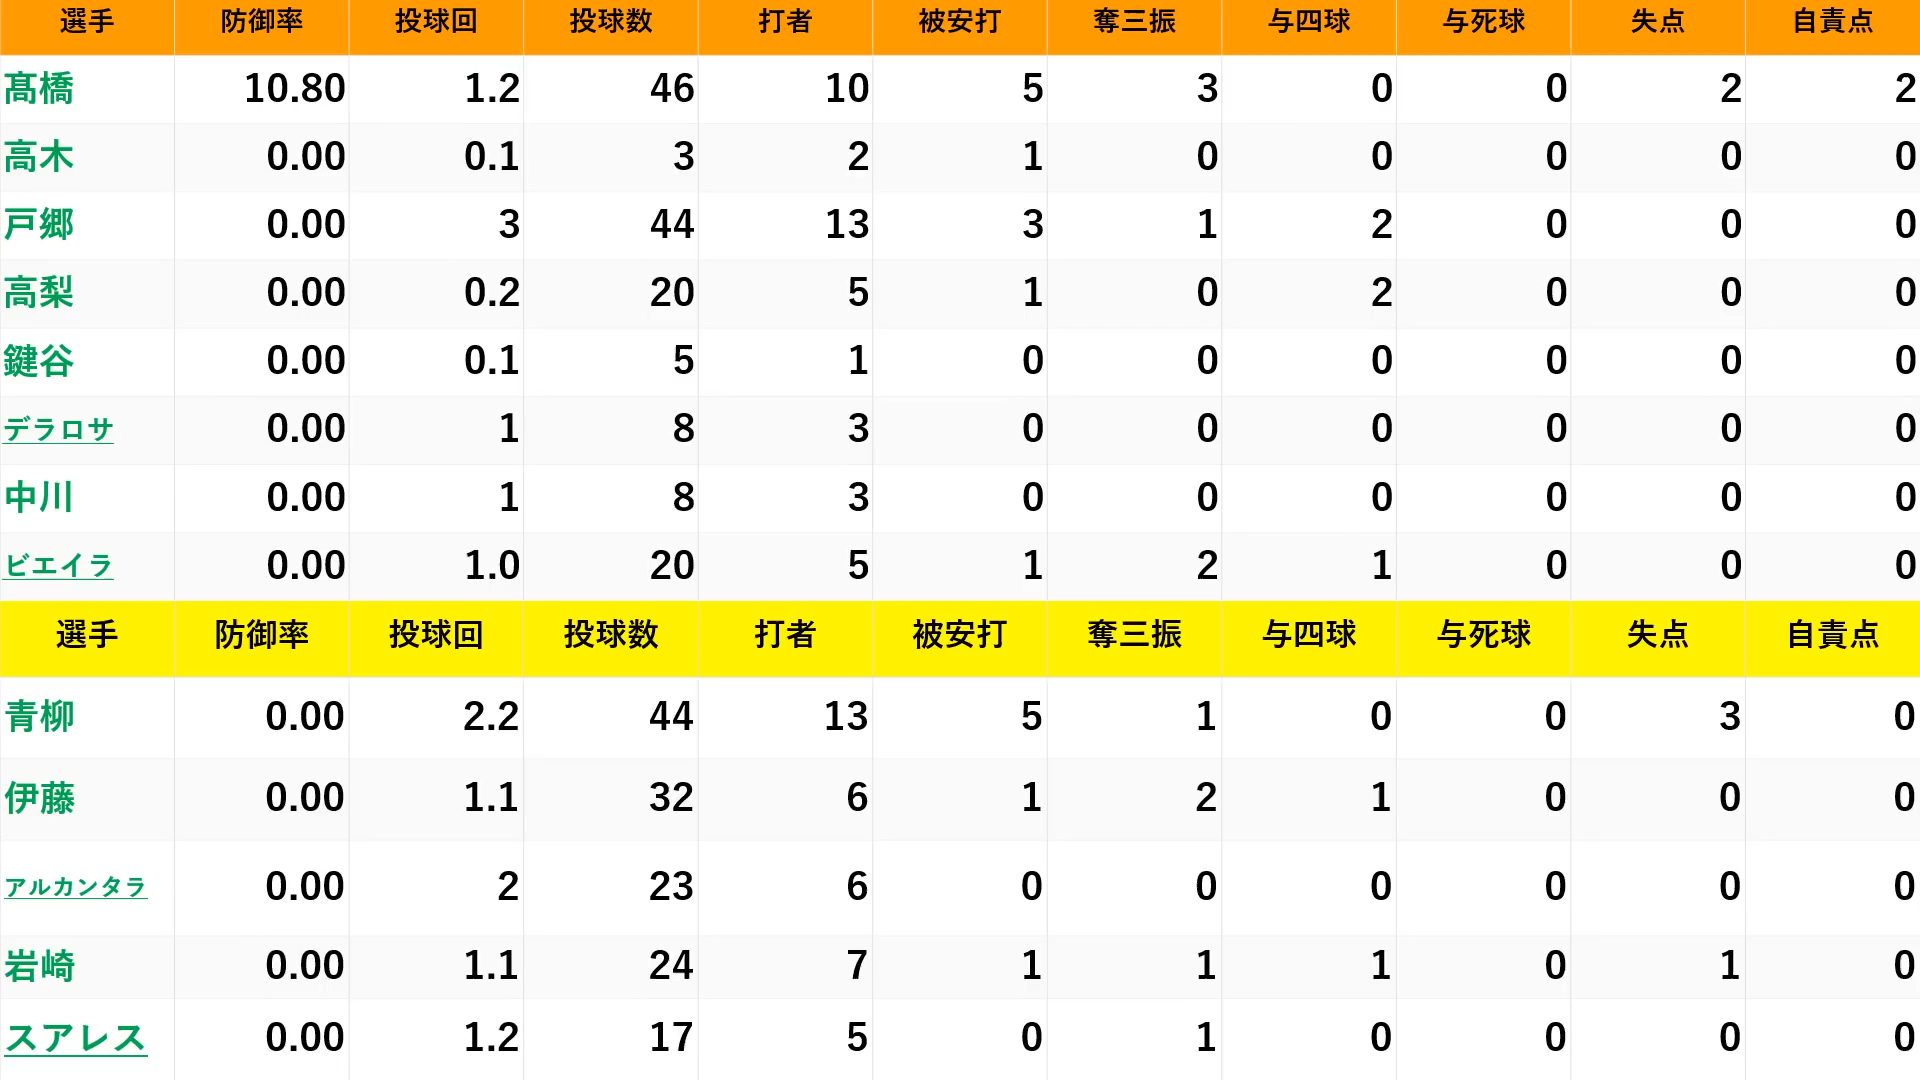 選手 防御率 投球回 投球数 打者 被安打 奪三振 与四球 与死球 失点 自責点
髙橋 10.80 1.2 46 10 5 3 0 0 2 2
高木 0.00 0.1 3 2 1 0 0 0 0 0
戸郷 0.00 3 44 13 3 1 2 0 0 0
高梨 0.00 0.2 20 5 1 0 2 0 0 0
鍵谷 0.00 0.1 5 1 0 0 0 0 0 0
デラロサ 0.00 1 8 3 0 0 0 0 0 0
中川 0.00 1 8 3 0 0 0 0 0 0
ビエイラ 0.00 1.0 20 5 1 2 1 0 0 0
選手 防御率 投球回 投球数 打者 被安打 奪三振 与四球 与死球 失点 自責点
青柳 0.00 2.2 44 13 5 1 0 0 3 0
伊藤 0.00 1.1 32 6 1 2 1 0 0 0
アルカンタラ 0.00 2 23 6 0 0 0 0 0 0
岩崎 0.00 1.1 24 7 1 1 1 0 1 0
スアレス 0.00 1.2 17 5 0 1 0 0 0 0